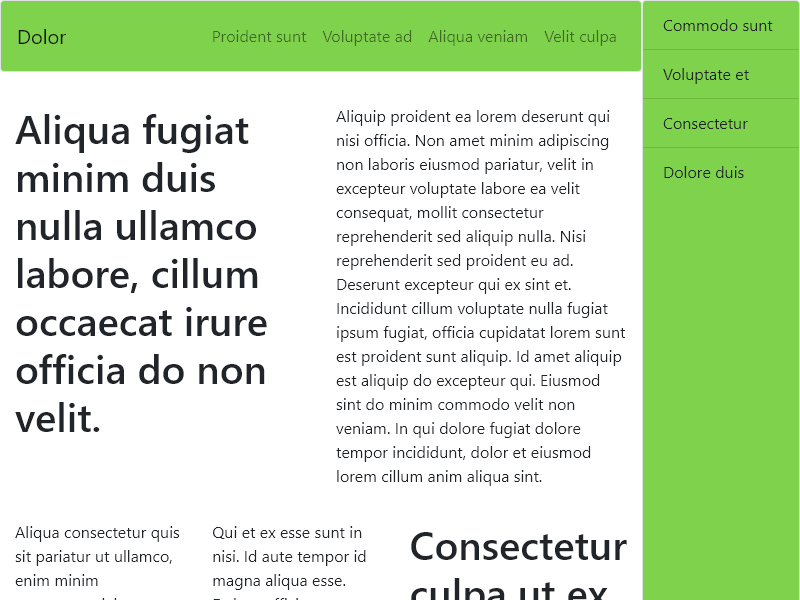 Dolor
Proident sunt
Voluptate ad
Aliqua veniam
Velit culpa
Commodo sunt
Voluptate et
Consectetur
Dolore duis
Aliqua fugiat
minim duis
nulla ullamco
labore, cillum
occaecat irure
officia do non
velit.
Aliquip proident ea lorem deserunt qui
nisi officia. Non amet minim adipiscing
non laboris eiusmod pariatur, velit in
excepteur voluptate labore ea velit
consequat, mollit consectetur
reprehenderit sed aliquip nulla. Nisi
reprehenderit sed proident eu ad.
Deserunt excepteur qui ex sint et.
Incididunt cillum voluptate nulla fugiat
ipsum fugiat, officia cupidatat lorem sunt
est proident sunt aliquip. Id amet aliquip
est aliquip do excepteur qui. Eiusmod
sint do minim commodo velit non
veniam. In qui dolore fugiat dolore
tempor incididunt, dolor et eiusmod
lorem cillum anim aliqua sint.
Aliqua consectetur quis
sit pariatur ut ullamco,
enim minim
Qui et ex esse sunt in
nisi. Id aute tempor id
magna aliqua esse.
Consectetur
culpa ut ex